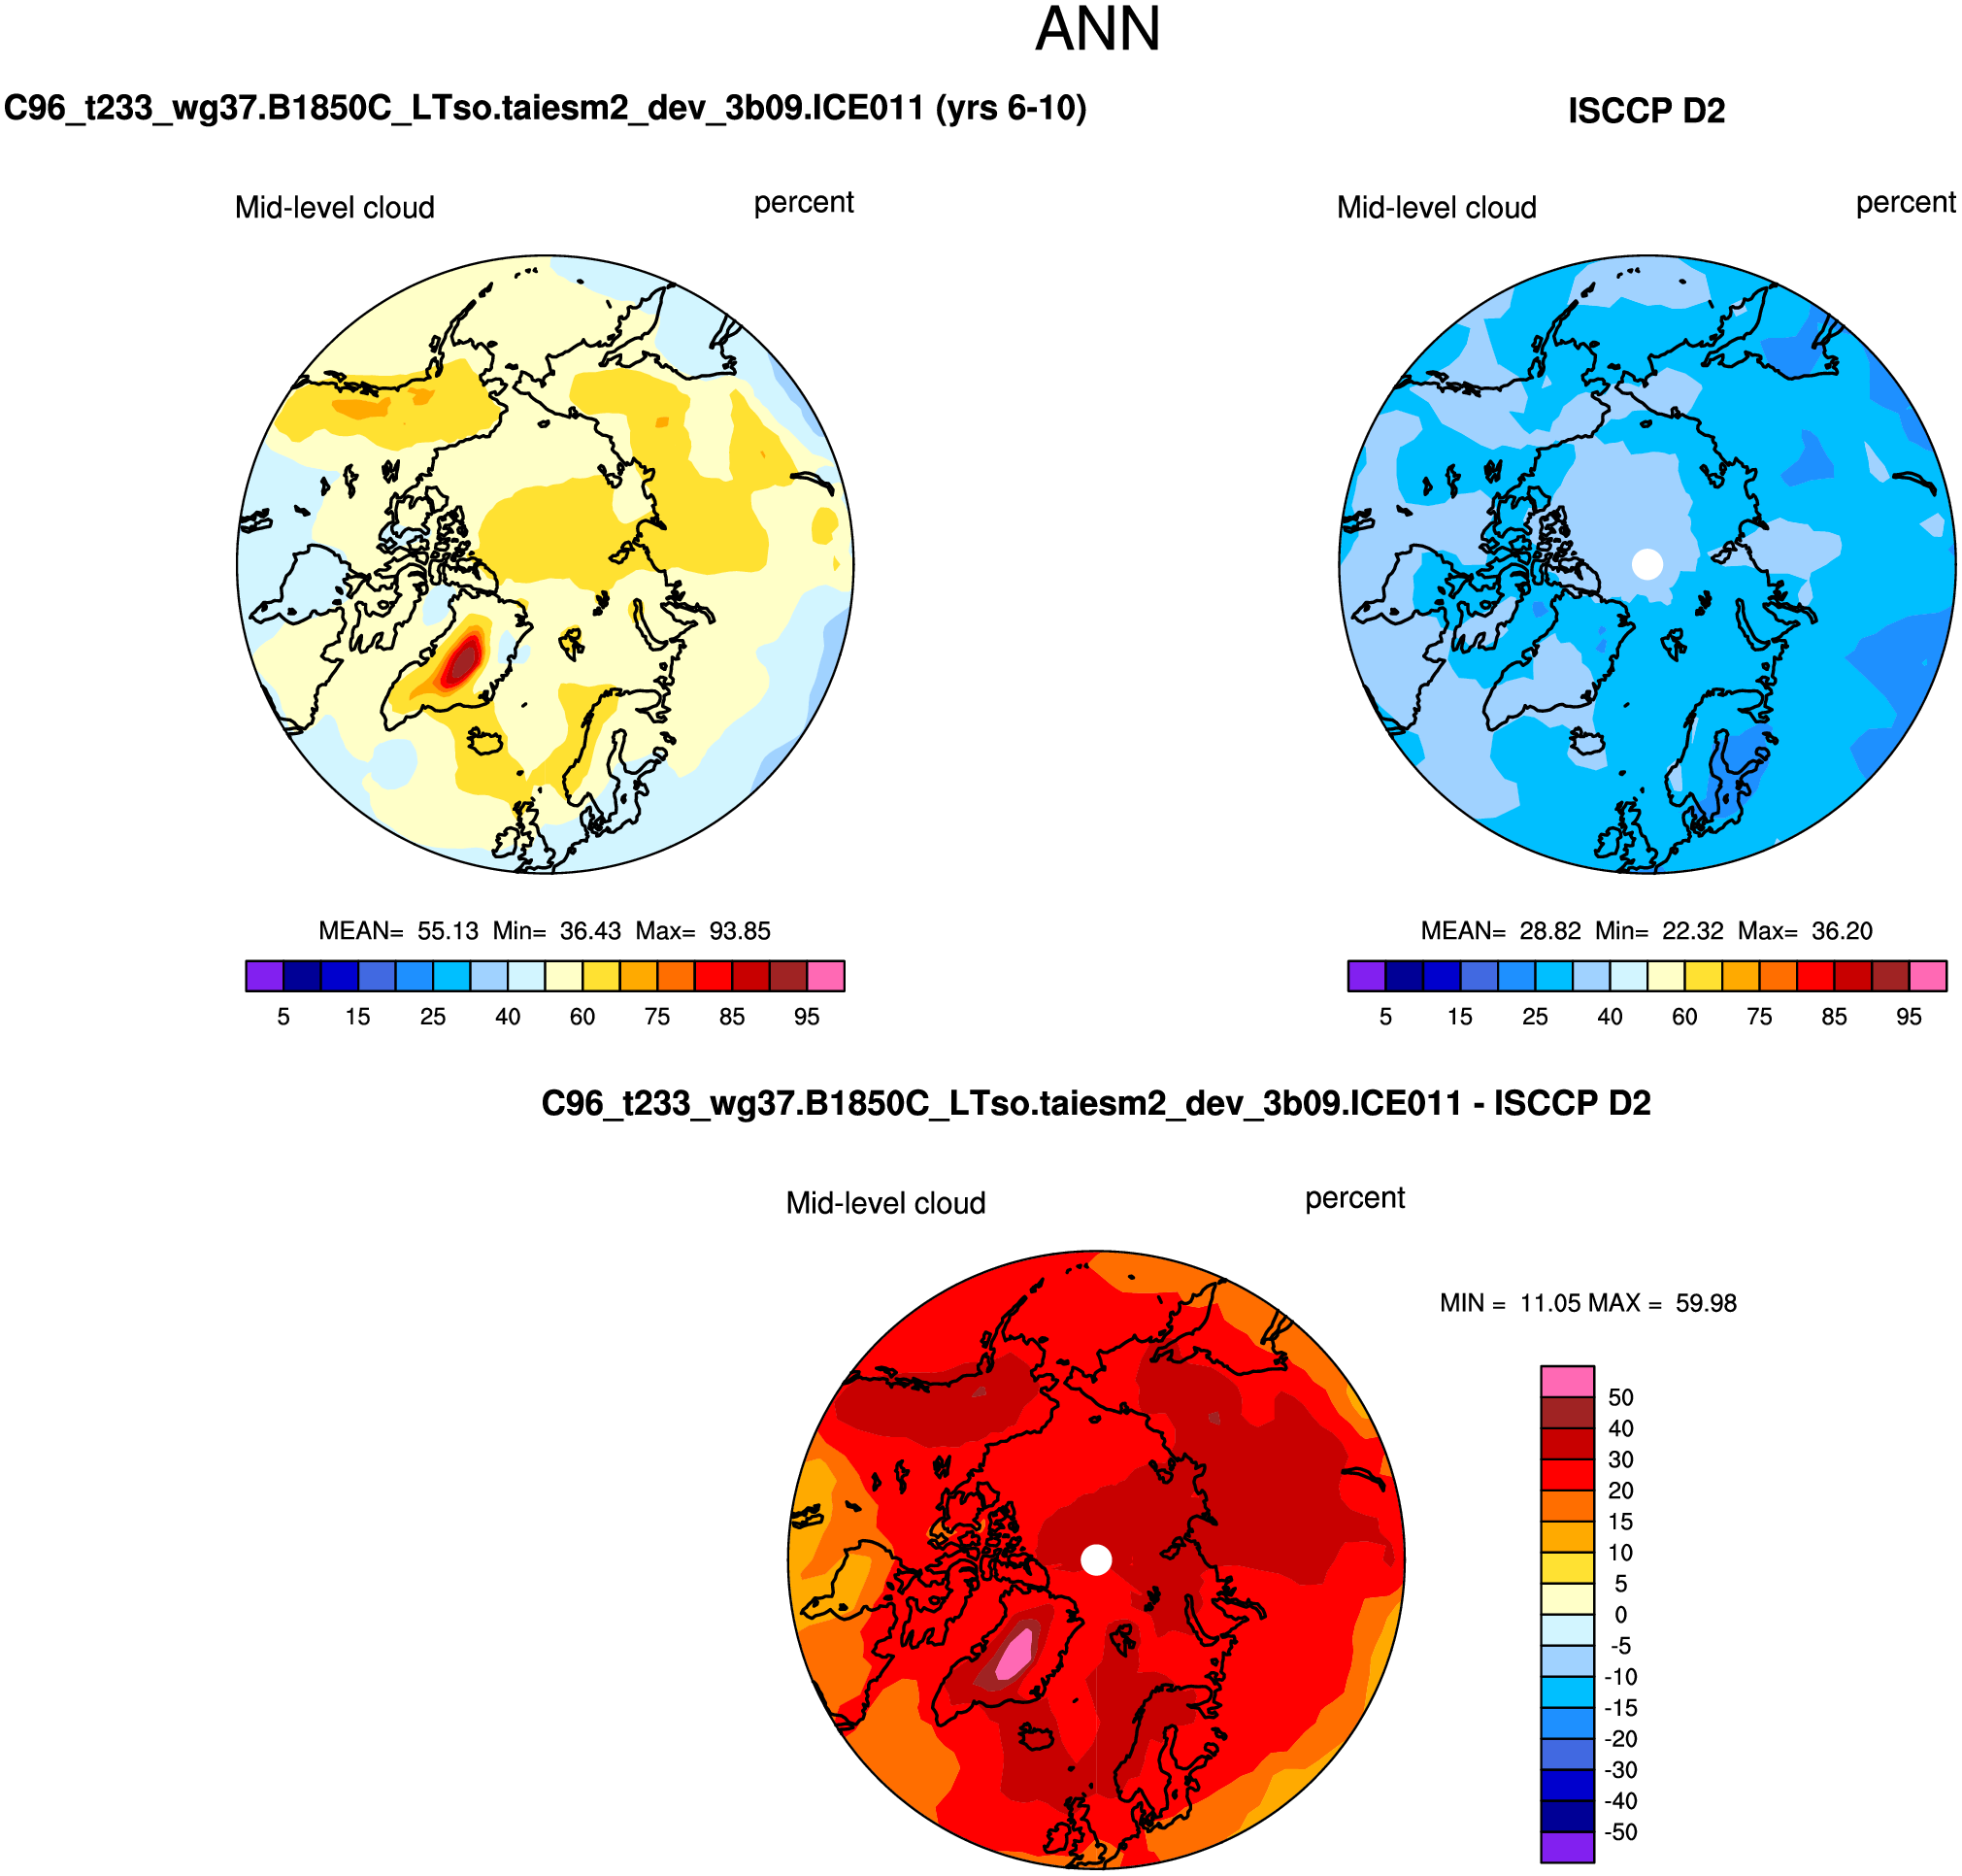 ANN
C96_t233_wg37.B1850C_LTso.taiesm2_dev_3b09.ICE011 (yrs 6-10)
ISCCP D2
Mid-level cloud percent
Mid-level cloud percent
MEAN= 55.13 Min= 36.43 Max= 93.85
5 15 25 40 60 75 85 95
MEAN= 28.82 Min= 22.32 Max= 36.20
5 15 25 40 60 75 85 95
C96_t233_wg37.B1850C_LTso.taiesm2_dev_3b09.ICE011 - ISCCP D2
Mid-level cloud percent
MIN = 11.05 MAX = 59.98
50
40
30
20
15
10
5
0
-5
-10
-15
-20
-30
-40
-50